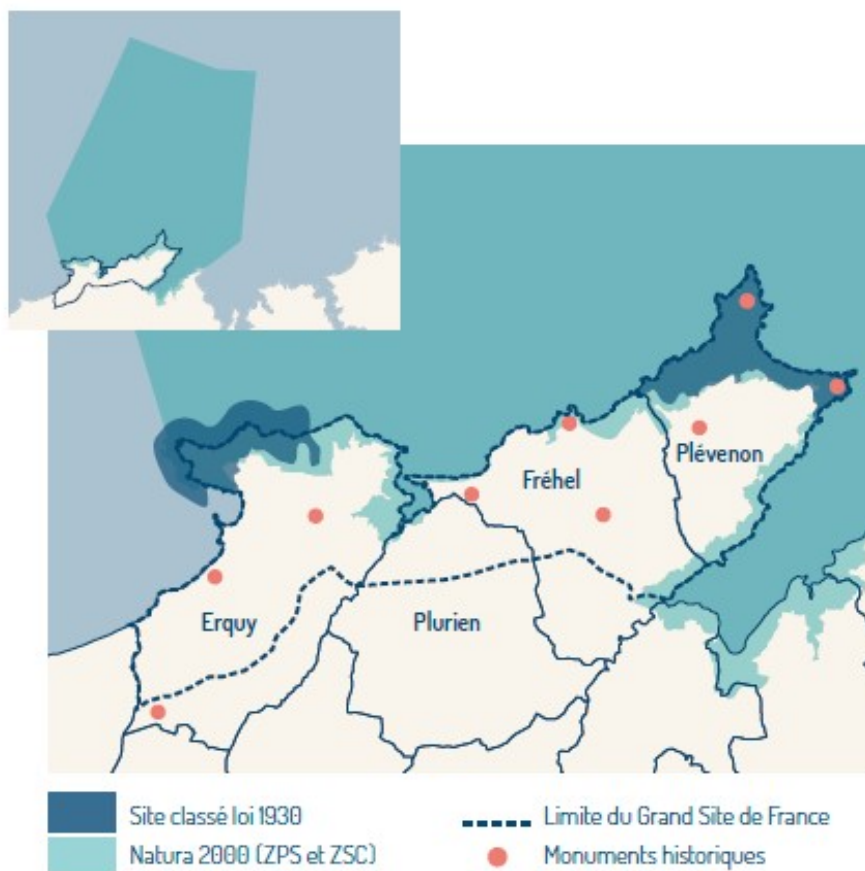 Plévenon
Fréhel
Erquy
Plurien
Site classé loi 1930
Limite du Grand Site de France
Natura 2000 (ZPS et ZSC)
Monuments historiques